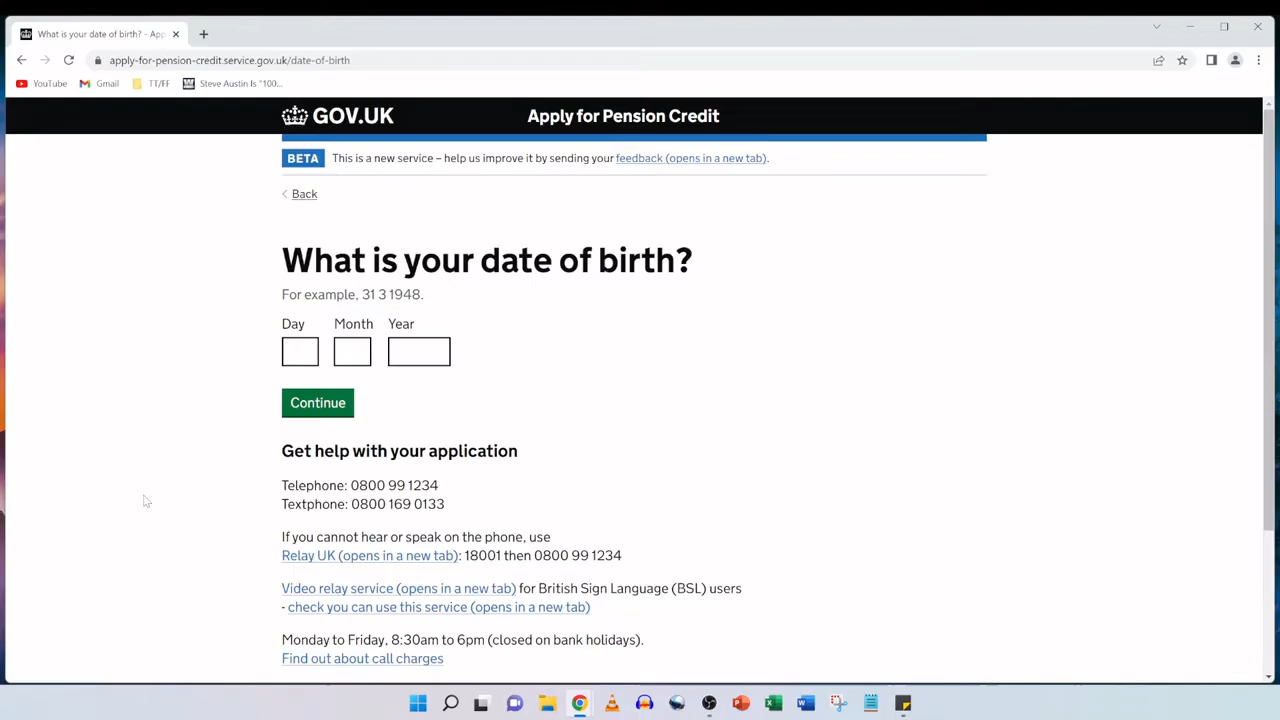 What is your date of birth? - App
apply-for-pension-credit.service.gov.uk/date-of-birth
YouTube Gmail TT/FF Steve Austin Is "100...
GOV.UK Apply for Pension Credit
BETA This is a new service – help us improve it by sending your feedback (opens in a new tab).
Back
What is your date of birth?
For example, 31 3 1948.
Day Month Year
Continue
Get help with your application
Telephone: 0800 99 1234
Textphone: 0800 169 0133
If you cannot hear or speak on the phone, use
Relay UK (opens in a new tab): 18001 then 0800 99 1234
Video relay service (opens in a new tab) for British Sign Language (BSL) users
- check you can use this service (opens in a new tab)
Monday to Friday, 8:30am to 6pm (closed on bank holidays).
Find out about call charges